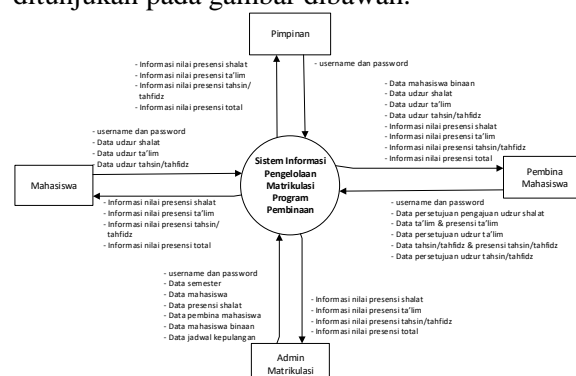 ditunjukan pada gambar dibawah.
Pimpinan
- Informasi nilai presensi shalat
- Informasi nilai presensi ta'lim
- Informasi nilai presensi tahsin/
tahfidz
- Informasi nilai presensi total
- username dan password
- Data mahasiswa binaan
- Data udzur shalat
- Data udzur ta'lim
- Data udzur tahsin/tahfidz
- Informasi nilai presensi shalat
- Informasi nilai presensi ta'lim
- Informasi nilai presensi tahsin/tahfidz
- Informasi nilai presensi total
- username dan password
- Data udzur shalat
- Data udzur ta'lim
- Data udzur tahsin/tahfidz
Mahasiswa
Sistem Informasi
Pengelolaan
Matrikulasi
Program
Pembinaan
Pembina
Mahasiswa
- Informasi nilai presensi shalat
- Informasi nilai presensi ta'lim
- Informasi nilai presensi tahsin/
tahfidz
- Informasi nilai presensi total
- username dan password
- Data persetujuan pengajuan udzur shalat
- Data ta'lim & presensi ta'lim
- Data persetujuan udzur ta'lim
- Data tahsin/tahfidz & presensi tahsin/tahfidz
- Data persetujuan udzur tahsin/tahfidz
- username dan password
- Data semester
- Data mahasiswa
- Data presensi shalat
- Data pembina mahasiswa
- Data mahasiswa binaan
- Data jadwal kepulangan
- Informasi nilai presensi shalat
- Informasi nilai presensi ta'lim
- Informasi nilai presensi tahsin/tahfidz
- Informasi nilai presensi total
Admin
Matrikulasi